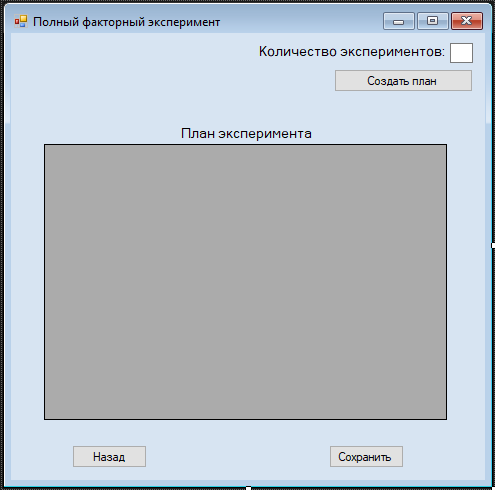 Полный факторный эксперимент
Количество экспериментов:
Создать план
План эксперимента
Назад
Сохранить